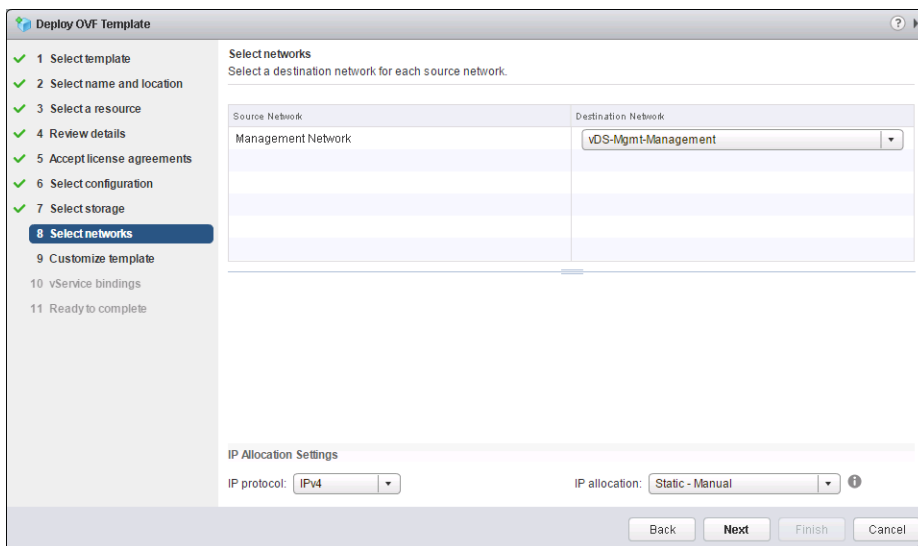 Deploy OVF Template
1 Select template
2 Select name and location
3 Select a resource
4 Review details
5 Accept license agreements
6 Select configuration
7 Select storage
8 Select networks
9 Customize template
10 vService bindings
11 Ready to complete
Select networks
Select a destination network for each source network.
Source Network Destination Network
Management Network vDS-Mgmt-Management
IP Allocation Settings
IP protocol: IPv4 IP allocation: Static - Manual
Back Next Finish Cancel